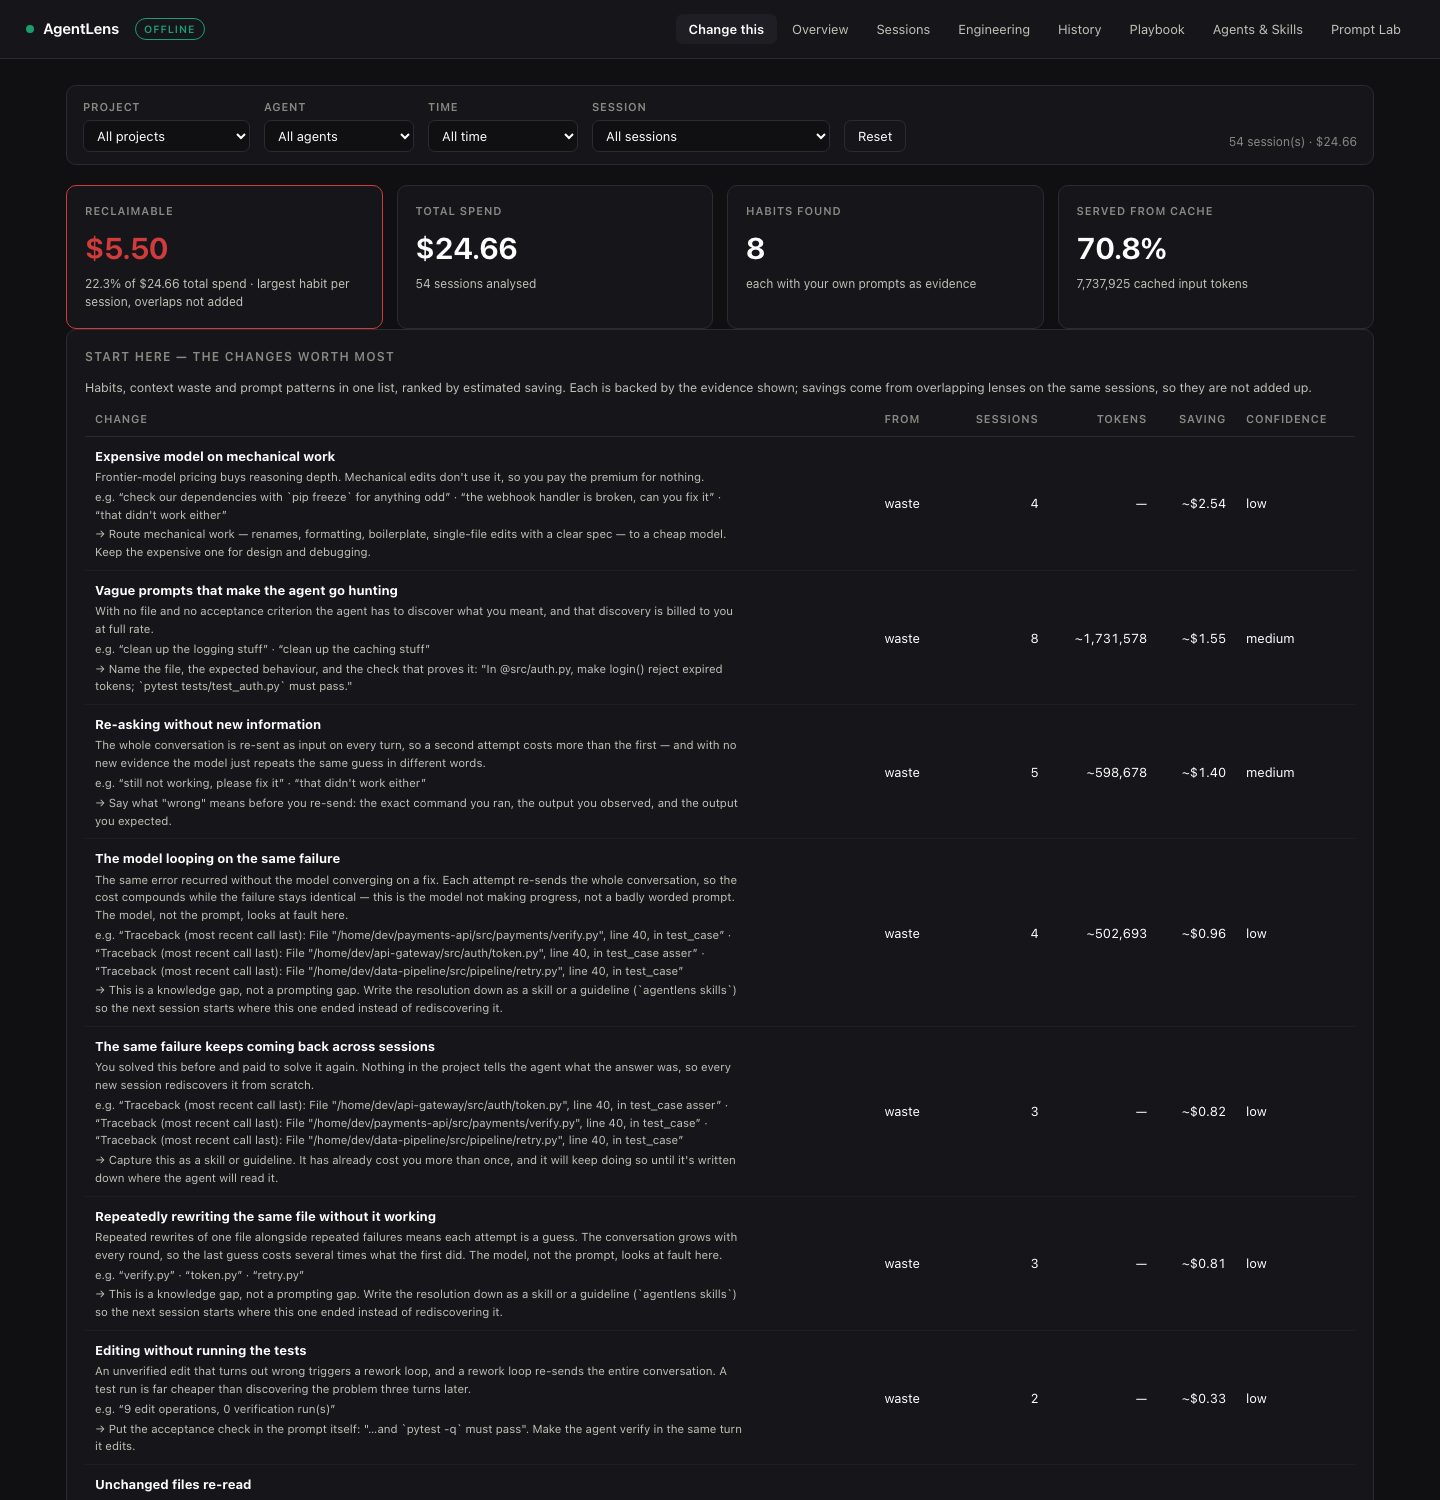 AgentLens OFFLINE Change this Overview Sessions Engineering History Playbook Agents & Skills Prompt Lab
PROJECT AGENT TIME SESSION
All projects All agents All time All sessions Reset 54 session(s) · $24.66
RECLAIMABLE TOTAL SPEND HABITS FOUND SERVED FROM CACHE
$5.50 $24.66 8 70.8%
22.3% of $24.66 total spend · largest habit per 54 sessions analysed each with your own prompts as evidence 7,737,925 cached input tokens
session, overlaps not added
START HERE — THE CHANGES WORTH MOST
Habits, context waste and prompt patterns in one list, ranked by estimated saving. Each is backed by the evidence shown; savings come from overlapping lenses on the same sessions, so they are not added up.
CHANGE FROM SESSIONS TOKENS SAVING CONFIDENCE
Expensive model on mechanical work
Frontier-model pricing buys reasoning depth. Mechanical edits don't use it, so you pay the premium for nothing.
e.g. “check our dependencies with `pip freeze` for anything odd” · “the webhook handler is broken, can you fix it” ·
“that didn't work either”
→ Route mechanical work — renames, formatting, boilerplate, single-file edits with a clear spec — to a cheap model.
Keep the expensive one for design and debugging.
waste 4 — ~$2.54 low
Vague prompts that make the agent go hunting
With no file and no acceptance criterion the agent has to discover what you meant, and that discovery is billed to you
at full rate.
e.g. “clean up the logging stuff” · “clean up the caching stuff”
→ Name the file, the expected behaviour, and the check that proves it: "In @src/auth.py, make login() reject expired
tokens; `pytest tests/test_auth.py` must pass."
waste 8 ~1,731,578 ~$1.55 medium
Re-asking without new information
The whole conversation is re-sent as input on every turn, so a second attempt costs more than the first — and with no
new evidence the model just repeats the same guess in different words.
e.g. “still not working, please fix it” · “that didn't work either”
→ Say what "wrong" means before you re-send: the exact command you ran, the output you observed, and the output
you expected.
waste 5 ~598,678 ~$1.40 medium
The model looping on the same failure
The same error recurred without the model converging on a fix. Each attempt re-sends the whole conversation, so the
cost compounds while the failure stays identical — this is the model not making progress, not a badly worded prompt.
The model, not the prompt, looks at fault here.
e.g. “Traceback (most recent call last): File "/home/dev/payments-api/src/payments/verify.py", line 40, in test_case” ·
“Traceback (most recent call last): File "/home/dev/api-gateway/src/auth/token.py", line 40, in test_case asser” ·
“Traceback (most recent call last): File "/home/dev/data-pipeline/src/pipeline/retry.py", line 40, in test_case”
→ This is a knowledge gap, not a prompting gap. Write the resolution down as a skill or a guideline (`agentlens skills`)
so the next session starts where this one ended instead of rediscovering it.
waste 4 ~502,693 ~$0.96 low
The same failure keeps coming back across sessions
You solved this before and paid to solve it again. Nothing in the project tells the agent what the answer was, so every
new session rediscovers it from scratch.
e.g. “Traceback (most recent call last): File "/home/dev/api-gateway/src/auth/token.py", line 40, in test_case asser” ·
“Traceback (most recent call last): File "/home/dev/payments-api/src/payments/verify.py", line 40, in test_case” ·
“Traceback (most recent call last): File "/home/dev/data-pipeline/src/pipeline/retry.py", line 40, in test_case”
→ Capture this as a skill or guideline. It has already cost you more than once, and it will keep doing so until it's written
down where the agent will read it.
waste 3 — ~$0.82 low
Repeatedly rewriting the same file without it working
Repeated rewrites of one file alongside repeated failures means each attempt is a guess. The conversation grows with
every round, so the last guess costs several times what the first did. The model, not the prompt, looks at fault here.
e.g. “verify.py” · “token.py” · “retry.py”
→ This is a knowledge gap, not a prompting gap. Write the resolution down as a skill or a guideline (`agentlens skills`)
so the next session starts where this one ended instead of rediscovering it.
waste 3 — ~$0.81 low
Editing without running the tests
An unverified edit that turns out wrong triggers a rework loop, and a rework loop re-sends the entire conversation. A
test run is far cheaper than discovering the problem three turns later.
e.g. “9 edit operations, 0 verification run(s)”
→ Put the acceptance check in the prompt itself: "...and `pytest -q` must pass". Make the agent verify in the same turn
it edits.
waste 2 — ~$0.33 low
Unchanged files re-read